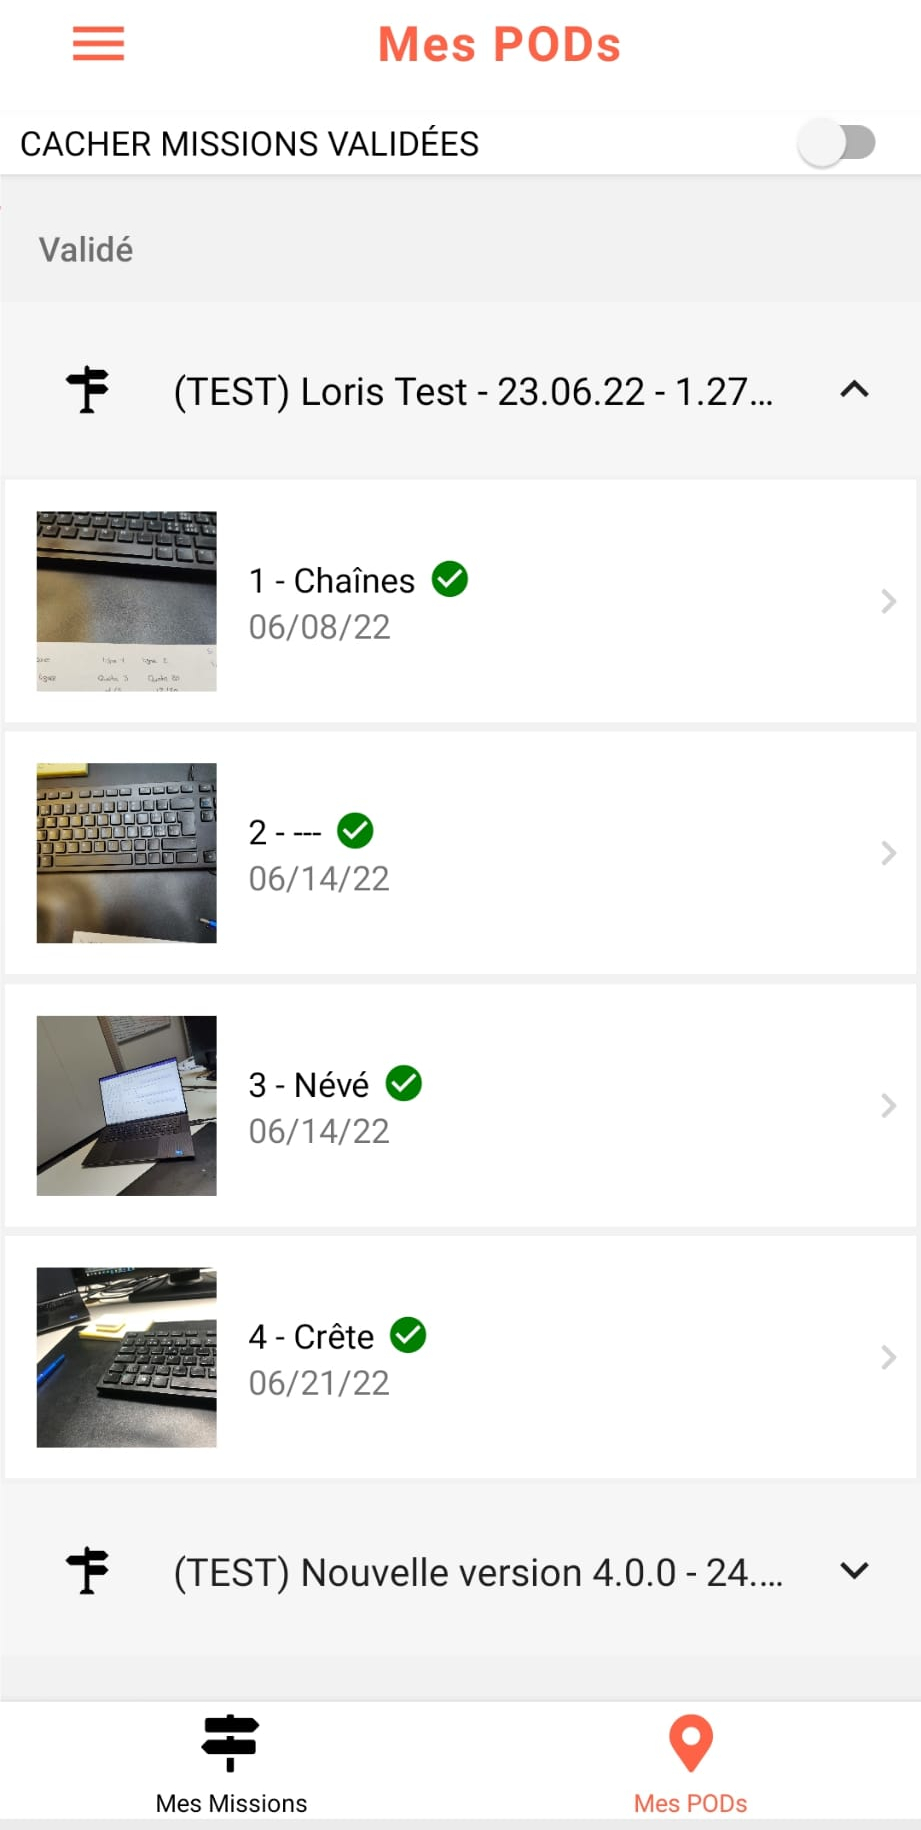 Mes PODs
CACHER MISSIONS VALIDÉES
Validé
(TEST) Loris Test - 23.06.22 - 1.27...
1 - Chaînes
06/08/22
2 - ---
06/14/22
3 - Névé
06/14/22
4 - Crête
06/21/22
(TEST) Nouvelle version 4.0.0 - 24....
Mes Missions
Mes PODs